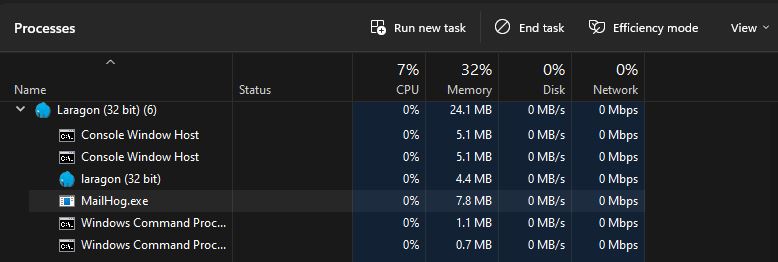 Processes Run new task End task Efficiency mode View
7% 32% 0% 0%
Name Status CPU Memory Disk Network
Laragon (32 bit) (6) 0% 24.1 MB 0 MB/s 0 Mbps
Console Window Host 0% 5.1 MB 0 MB/s 0 Mbps
Console Window Host 0% 5.1 MB 0 MB/s 0 Mbps
laragon (32 bit) 0% 4.4 MB 0 MB/s 0 Mbps
MailHog.exe 0% 7.8 MB 0 MB/s 0 Mbps
Windows Command Proc... 0% 1.1 MB 0 MB/s 0 Mbps
Windows Command Proc... 0% 0.7 MB 0 MB/s 0 Mbps